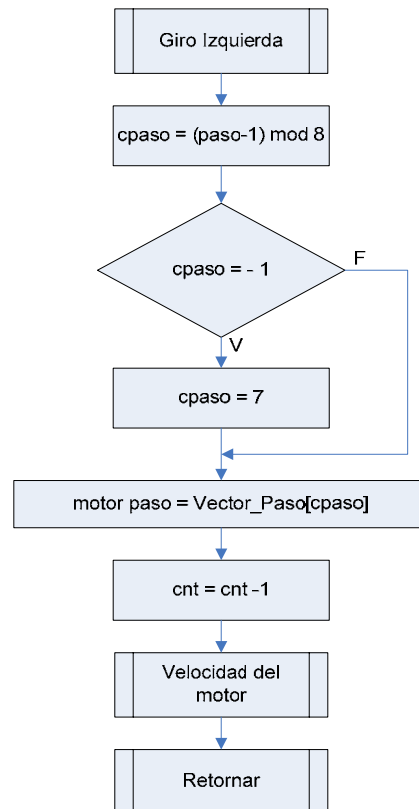 Giro Izquierda
cpaso = (paso-1) mod 8
cpaso = - 1
F
V
cpaso = 7
motor paso = Vector_Paso[cpaso]
cnt = cnt -1
Velocidad del
motor
Retornar